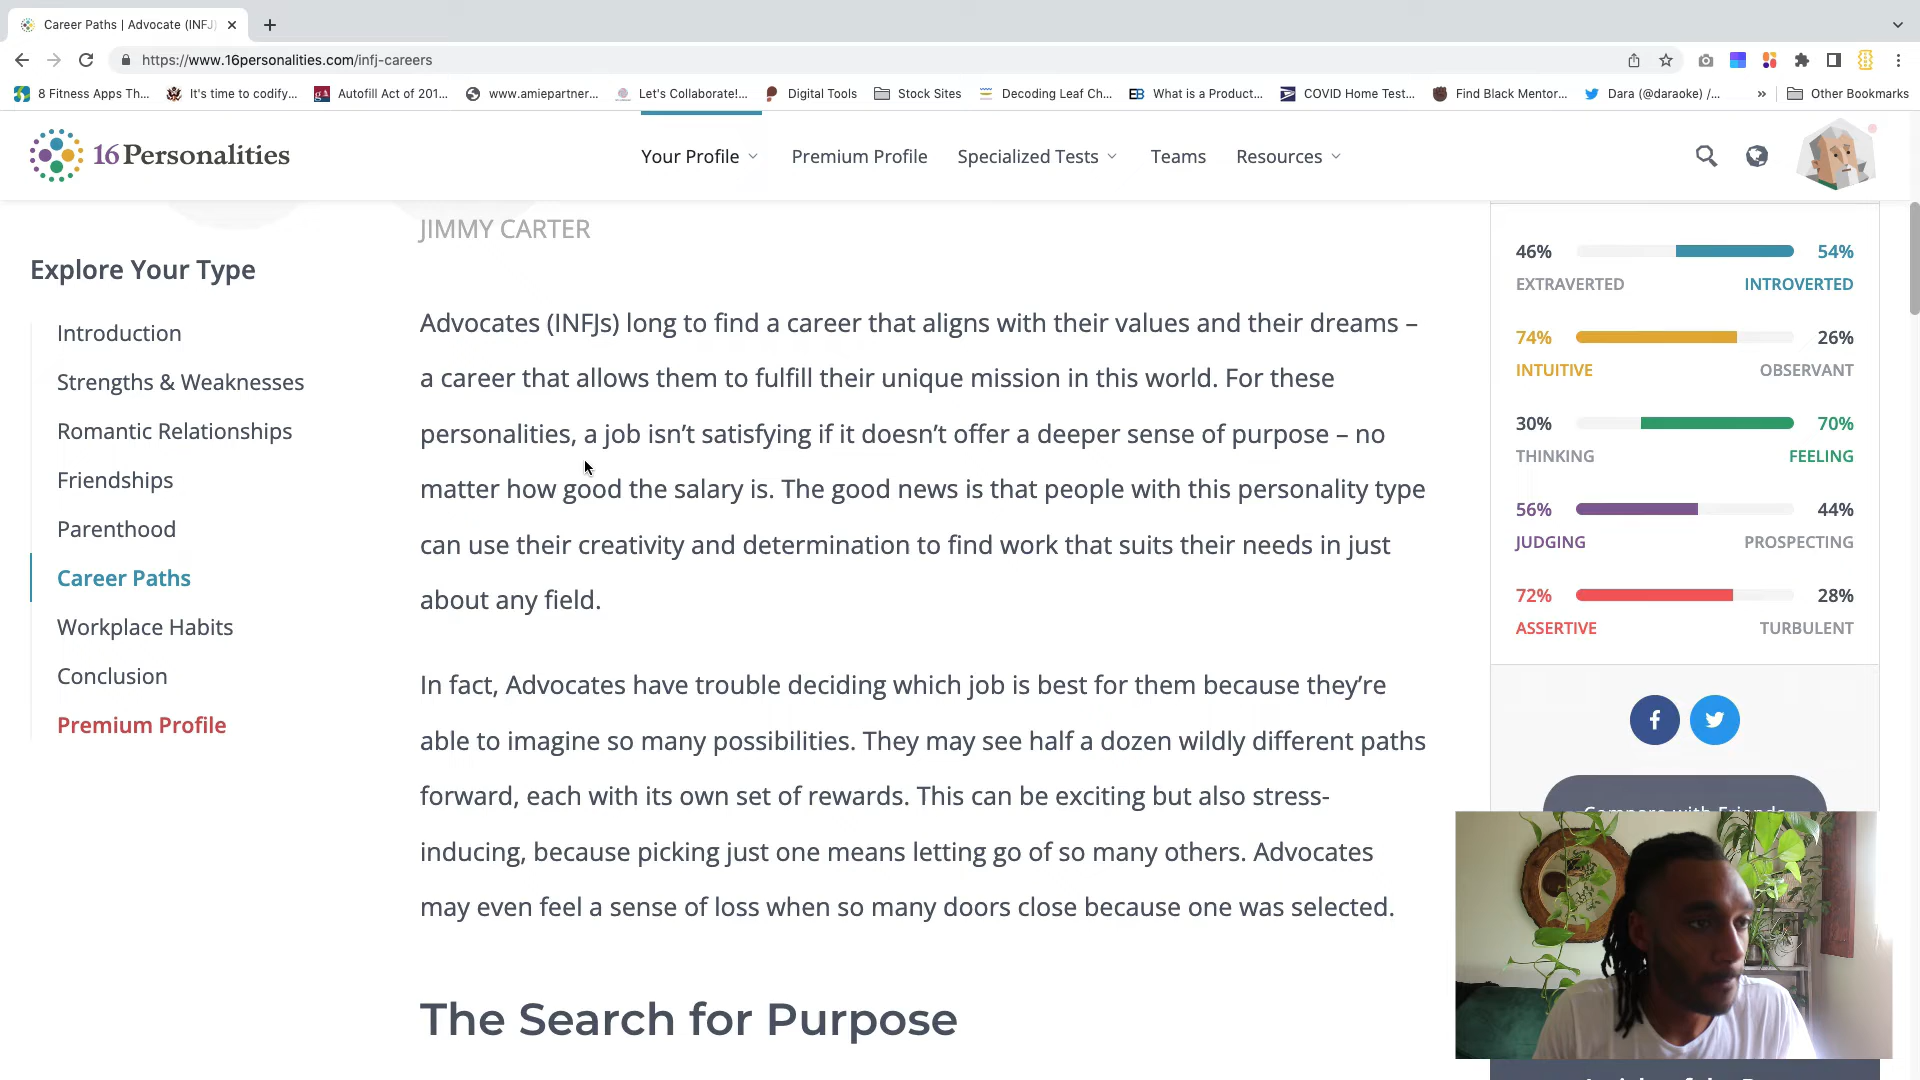 Career Paths | Advocate (INFJ)
https://www.16personalities.com/infj-careers
8 Fitness Apps Th...
It's time to codify...
Autofill Act of 201...
www.amiepartner...
Let's Collaborate!...
Digital Tools
Stock Sites
Decoding Leaf Ch...
What is a Product...
COVID Home Test...
Find Black Mentor...
Dara (@daraoke) /...
»
Other Bookmarks
16Personalities
Your Profile
Premium Profile
Specialized Tests
Teams
Resources
JIMMY CARTER
Explore Your Type
Introduction
Strengths & Weaknesses
Romantic Relationships
Friendships
Parenthood
Career Paths
Workplace Habits
Conclusion
Premium Profile
Advocates (INFJs) long to find a career that aligns with their values and their dreams –
a career that allows them to fulfill their unique mission in this world. For these
personalities, a job isn’t satisfying if it doesn’t offer a deeper sense of purpose – no
matter how good the salary is. The good news is that people with this personality type
can use their creativity and determination to find work that suits their needs in just
about any field.
In fact, Advocates have trouble deciding which job is best for them because they’re
able to imagine so many possibilities. They may see half a dozen wildly different paths
forward, each with its own set of rewards. This can be exciting but also stress-
inducing, because picking just one means letting go of so many others. Advocates
may even feel a sense of loss when so many doors close because one was selected.
The Search for Purpose
46% 54%
EXTRAVERTED INTROVERTED
74% 26%
INTUITIVE OBSERVANT
30% 70%
THINKING FEELING
56% 44%
JUDGING PROSPECTING
72% 28%
ASSERTIVE TURBULENT
Compare with Friends